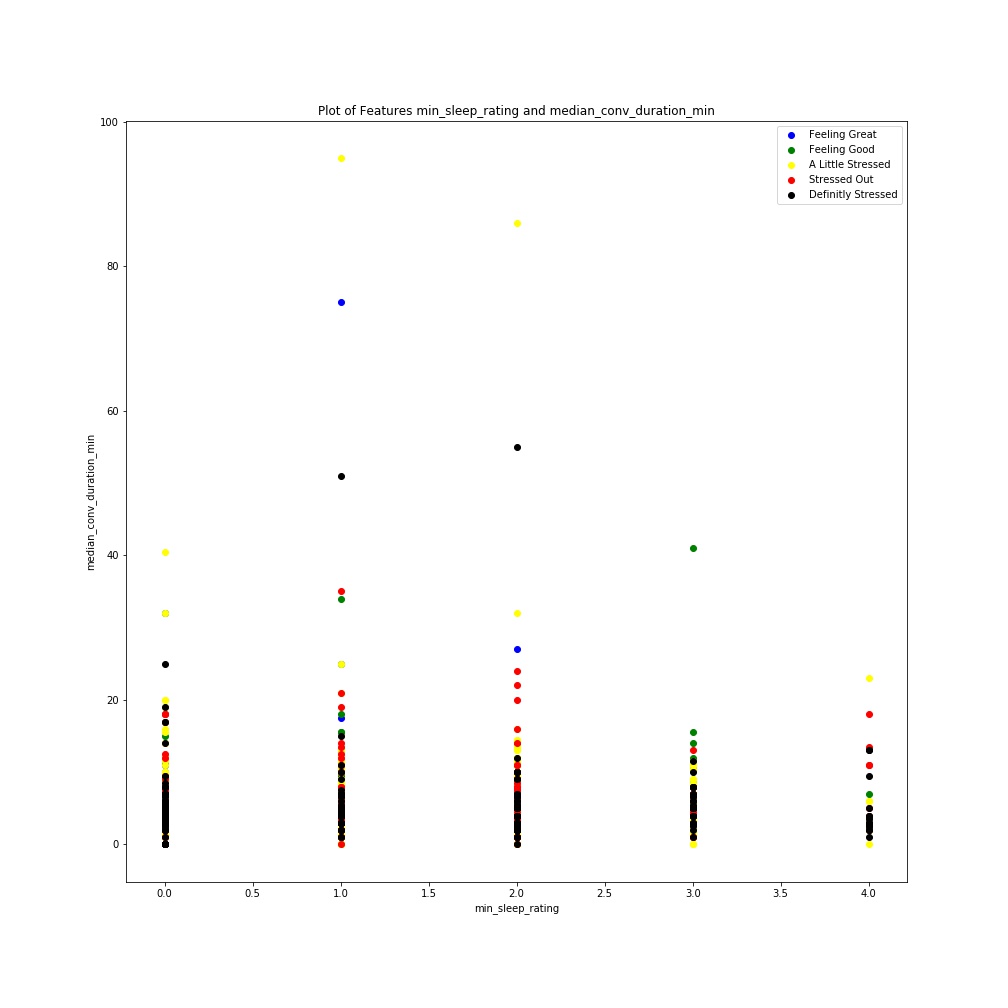 Plot of Features min_sleep_rating and median_conv_duration_min
100
80
60
40
20
0
median_conv_duration_min
Feeling Great
Feeling Good
A Little Stressed
Stressed Out
Definitly Stressed
0.0 0.5 1.0 1.5 2.0 2.5 3.0 3.5 4.0
min_sleep_rating